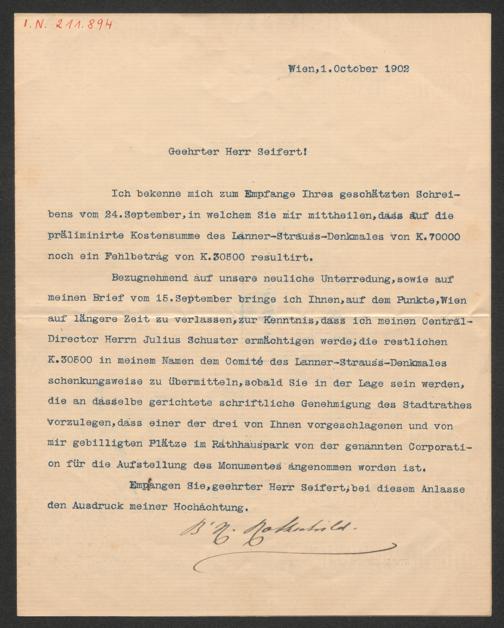 I.N. 211.894
Wien,1.October 1902
Geehrter Herr Seifert!
Ich bekenne mich zum Empfange Ihres geschätzten Schrei-
bens vom 24.September,in welchem Sie mir mittheilen,dass auf die
präliminirte Kostensumme des Lanner-Strauss-Denkmales von K.70000
noch ein Fehlbetrag von K.30500 resultirt.
Bezugnehmend auf unsere neuliche Unterredung,sowie auf
meinen Brief vom 15.September bringe ich Ihnen,auf dem Punkte,Wien
auf längere Zeit zu verlassen,zur Kenntnis,dass ich meinen Central-
Director Herrn Julius Schuster ermächtigen werde,die restlichen
K.30500 in meinem Namen dem Comité des Lanner-Strauss-Denkmales
schenkungsweise zu übermitteln,sobald Sie in der Lage sein werden,
die an dasselbe gerichtete schriftliche Genehmigung des Stadtrathes
vorzulegen,dass einer der drei von Ihnen vorgeschlagenen und von
mir gebilligten Plätze im Rathhauspark von der genannten Corporati-
on für die Aufstellung des Monumentes angenommen worden ist.
Empfangen Sie,geehrter Herr Seifert,bei diesem Anlasse
den Ausdruck meiner Hochachtung.
Bn N. Rothschild.